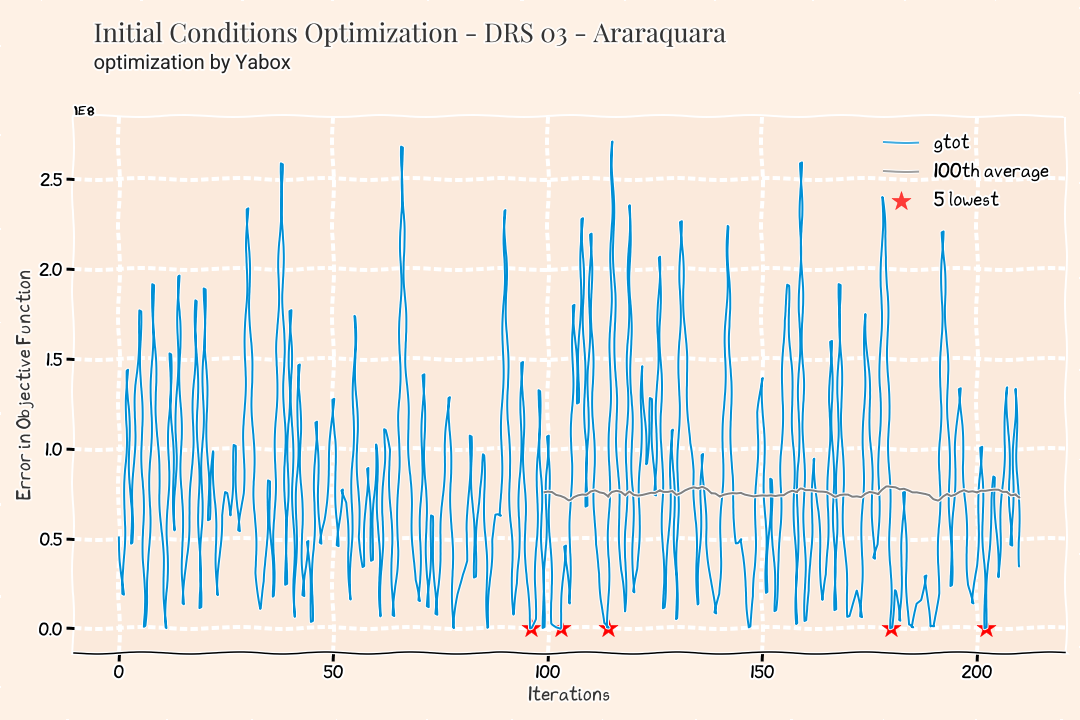 Initial Conditions Optimization - DRS 03 - Araraquara
optimization by Yabox
1E8
gtot
100th average
5 lowest
2.5
2.0
1.5
1.0
0.5
0.0
Error in Objective Function
0 50 100 150 200
Iterations